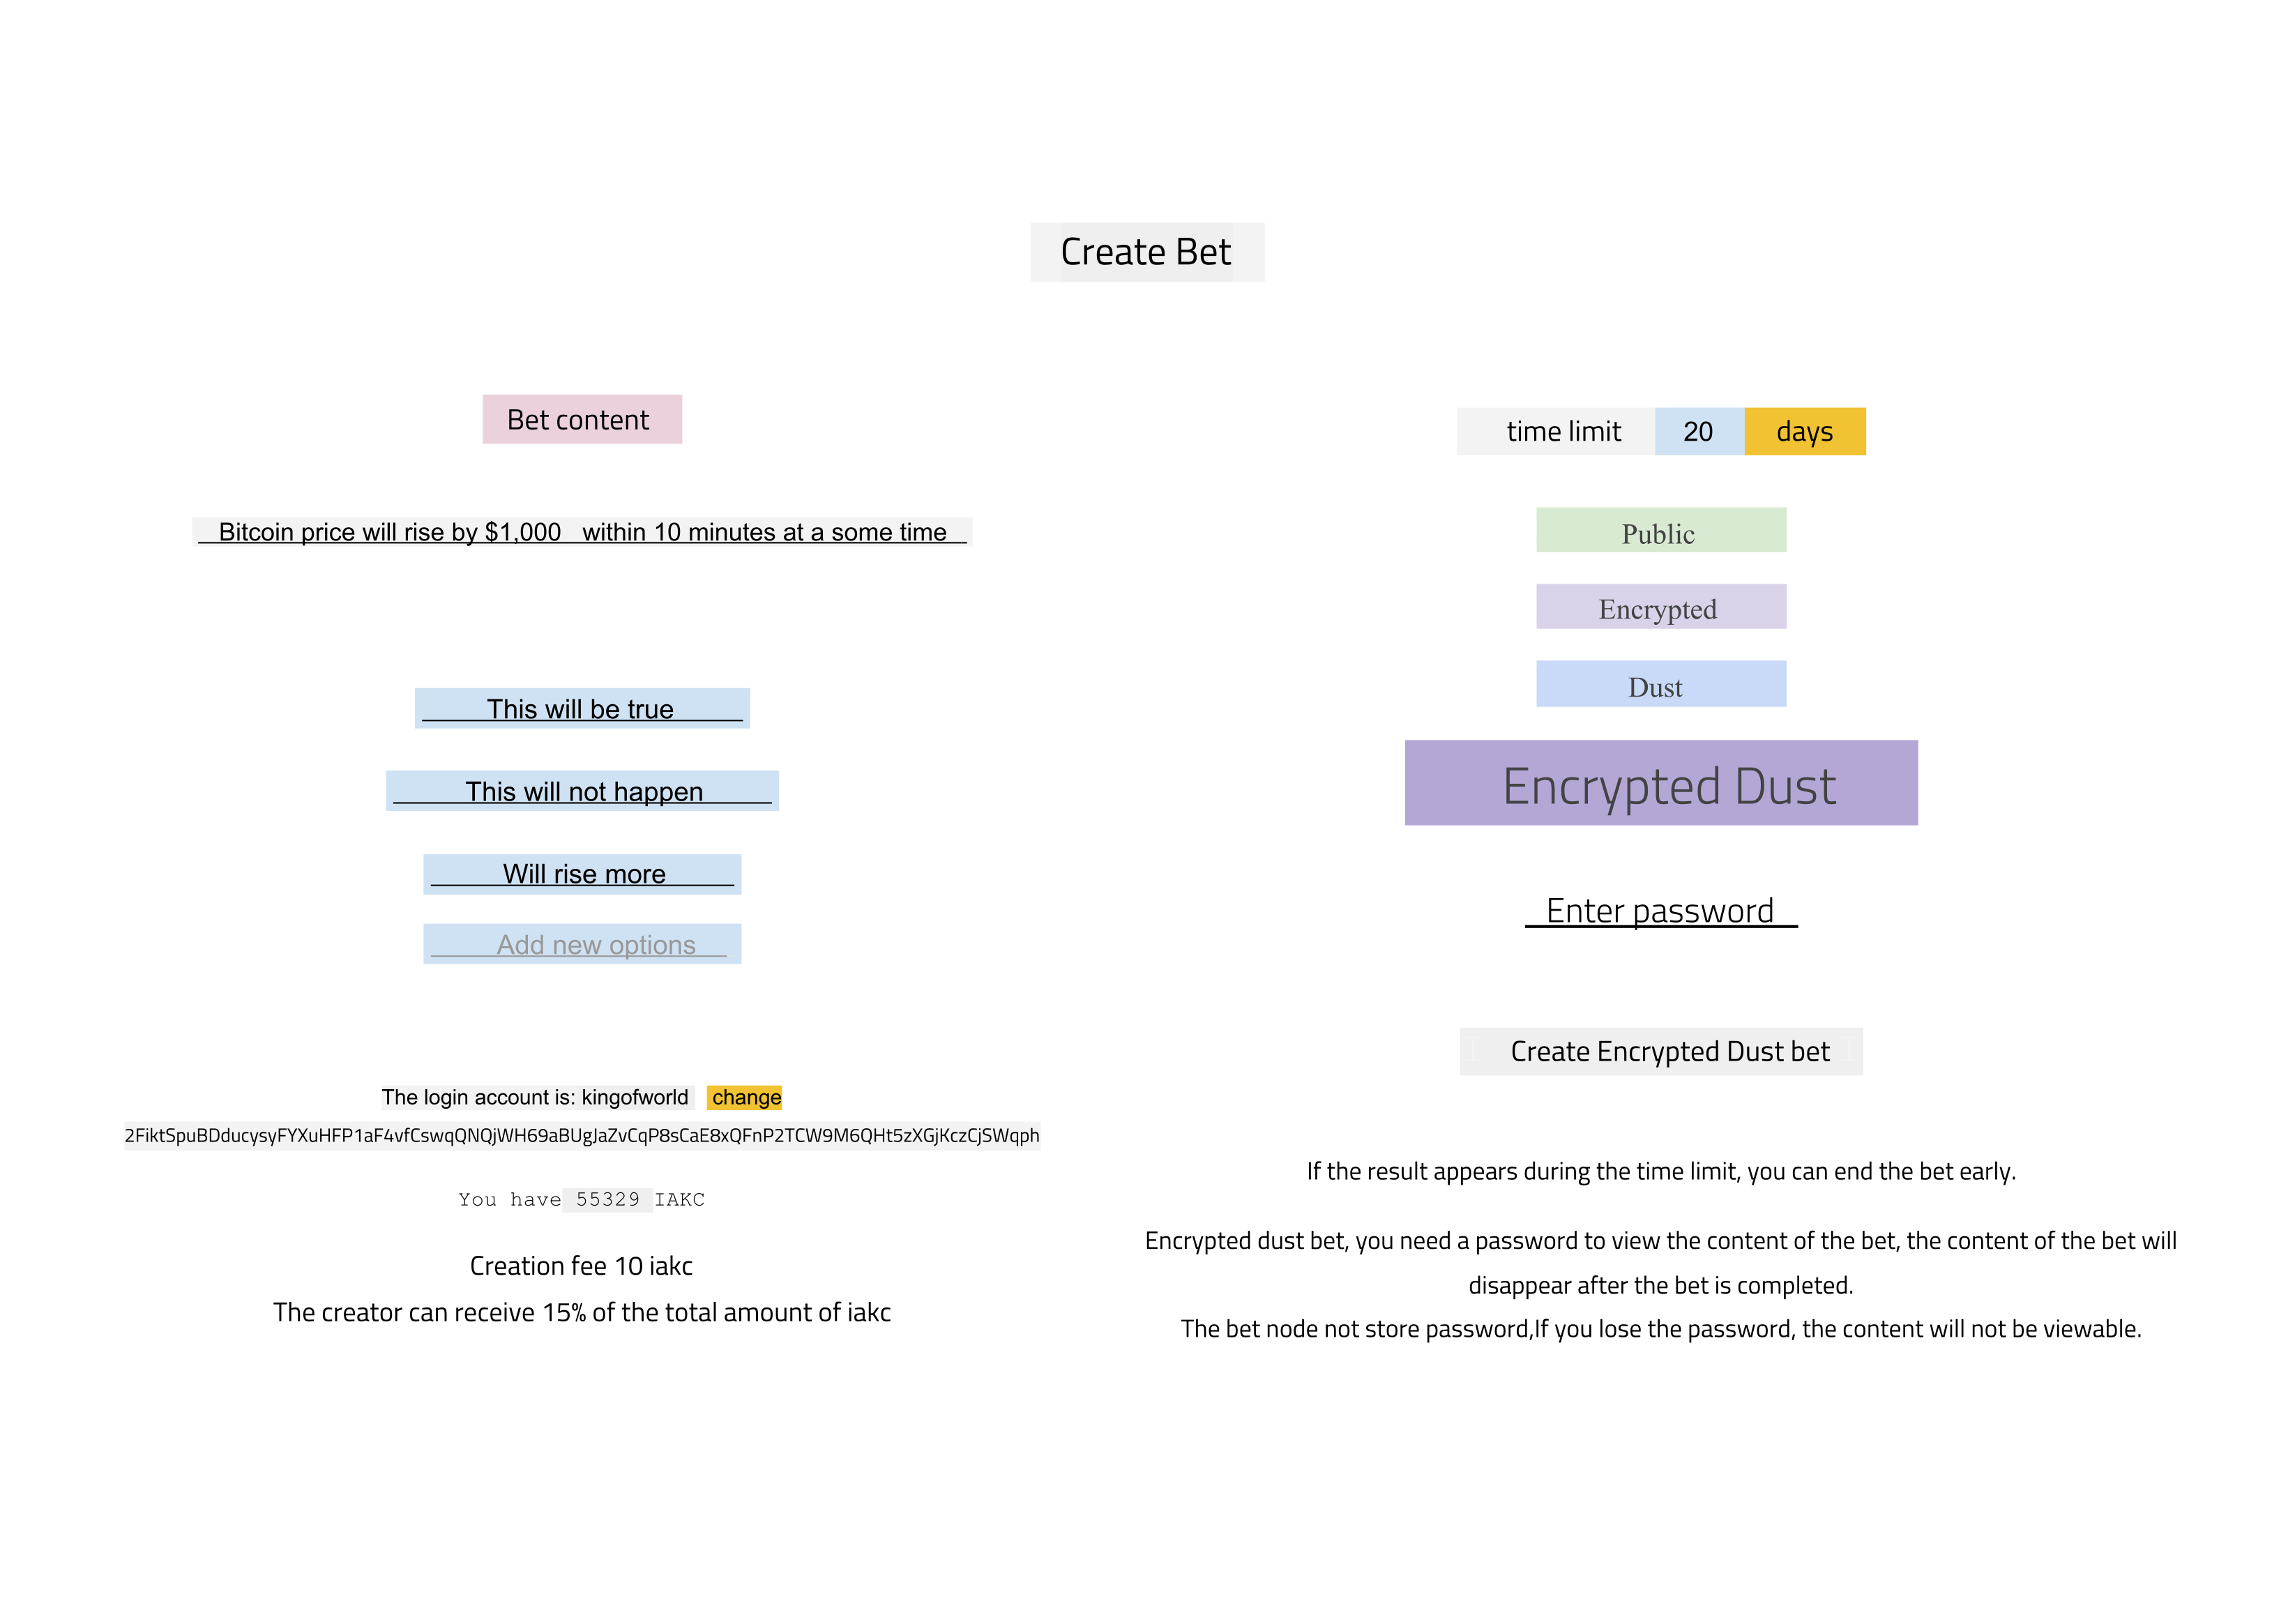 Create Bet
Bet content
Bitcoin price will rise by $1,000   within 10 minutes at a some time
This will be true
This will not happen
Will rise more
Add new options
The login account is: kingofworld change
2FiktSpuBDducysyFYXuHFP1aF4vfCswqQNQjWH69aBUgJaZvCqP8sCaE8xQFnP2TCW9M6QHt5zXGjKczCjSWqph
You have 55329 IAKC
Creation fee 10 iakc
The creator can receive 15% of the total amount of iakc
time limit 20 days
Public
Encrypted
Dust
Encrypted Dust
Enter password
Create Encrypted Dust bet
If the result appears during the time limit, you can end the bet early.
Encrypted dust bet, you need a password to view the content of the bet, the content of the bet will
disappear after the bet is completed.
The bet node not store password,If you lose the password, the content will not be viewable.